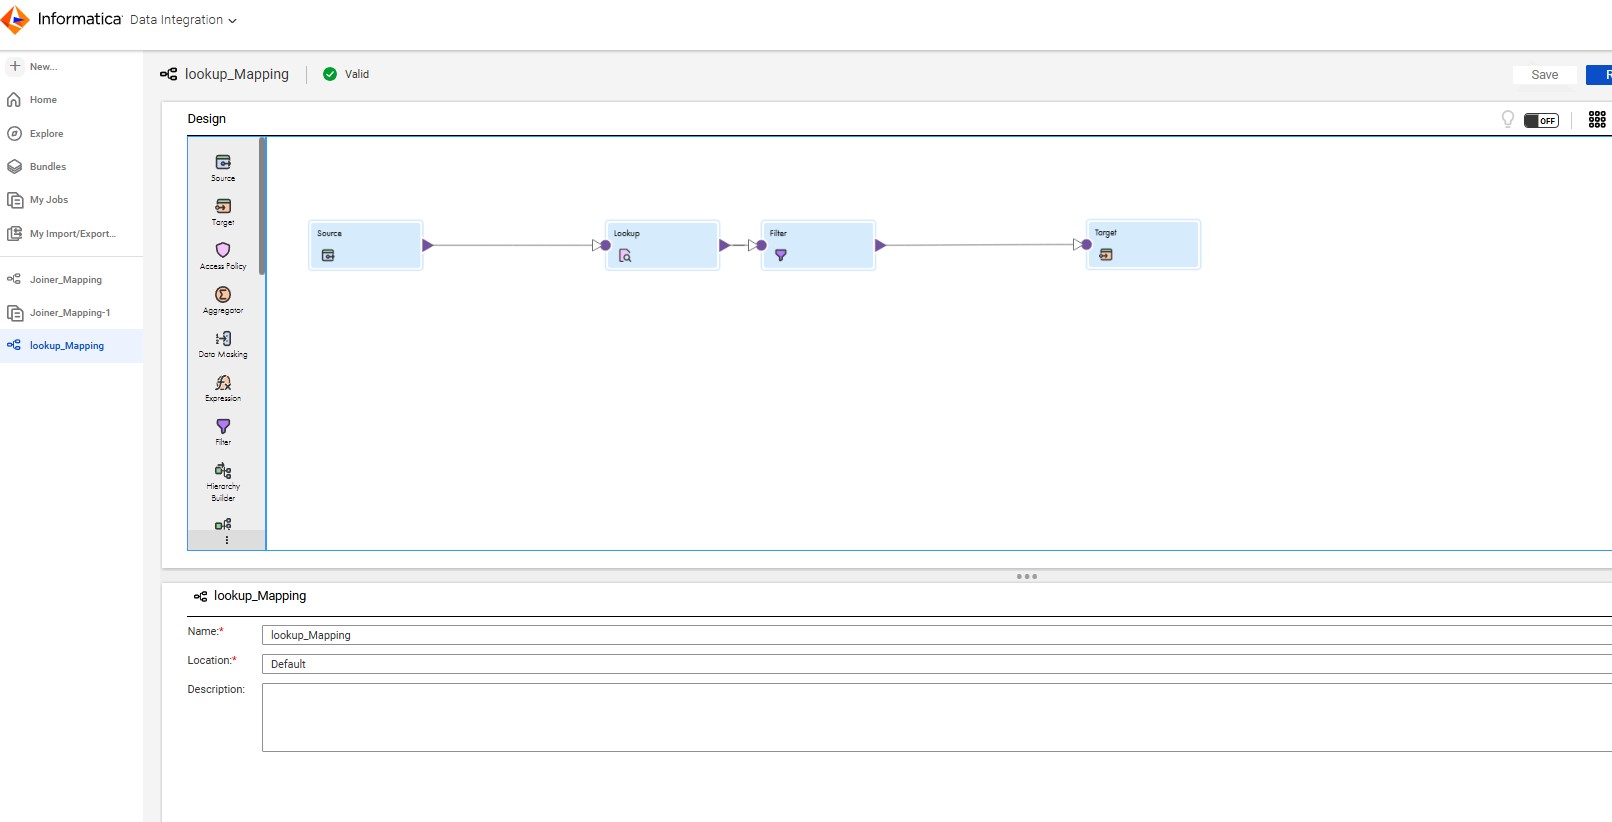 Informatica Data Integration
New...
Home
Explore
Bundles
My Jobs
My Import/Export...
Joiner_Mapping
Joiner_Mapping-1
lookup_Mapping
lookup_Mapping
Valid
Save
Design
OFF
Source
Target
Access Policy
Aggregator
Data Masking
Expression
Filter
Hierarchy
Builder
Source
Lookup
Filter
Target
lookup_Mapping
Name:*
lookup_Mapping
Location:*
Default
Description: